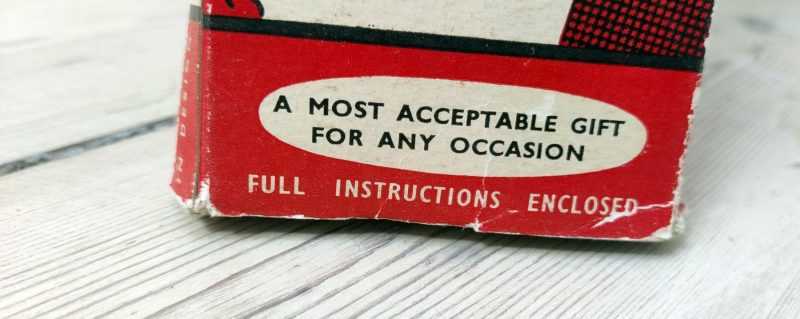 A MOST ACCEPTABLE GIFT
FOR ANY OCCASION
FULL INSTRUCTIONS ENCLOSED